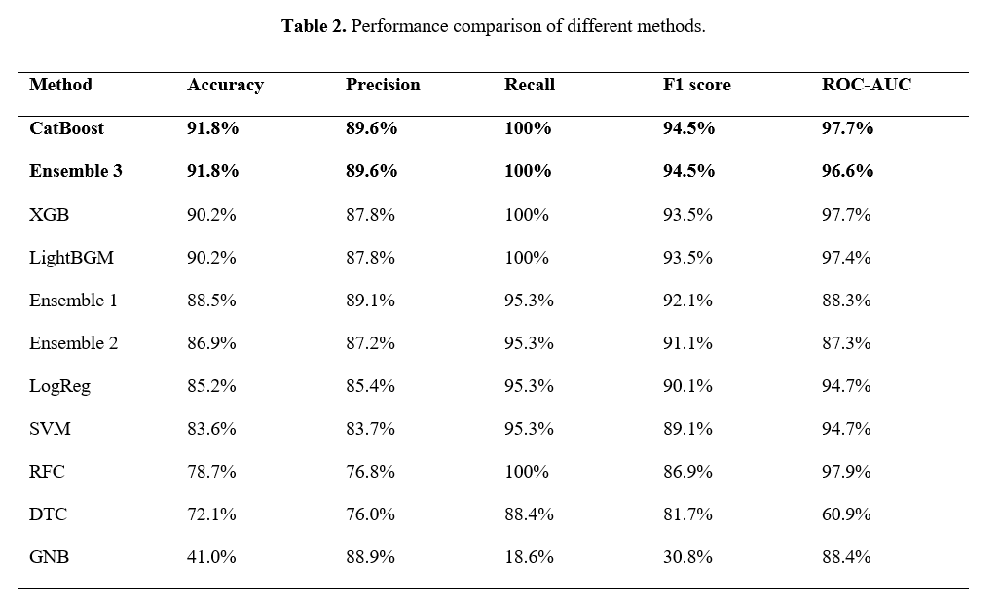 Table 2. Performance comparison of different methods.
Method Accuracy Precision Recall F1 score ROC-AUC
CatBoost 91.8% 89.6% 100% 94.5% 97.7%
Ensemble 3 91.8% 89.6% 100% 94.5% 96.6%
XGB 90.2% 87.8% 100% 93.5% 97.7%
LightBGM 90.2% 87.8% 100% 93.5% 97.4%
Ensemble 1 88.5% 89.1% 95.3% 92.1% 88.3%
Ensemble 2 86.9% 87.2% 95.3% 91.1% 87.3%
LogReg 85.2% 85.4% 95.3% 90.1% 94.7%
SVM 83.6% 83.7% 95.3% 89.1% 94.7%
RFC 78.7% 76.8% 100% 86.9% 97.9%
DTC 72.1% 76.0% 88.4% 81.7% 60.9%
GNB 41.0% 88.9% 18.6% 30.8% 88.4%